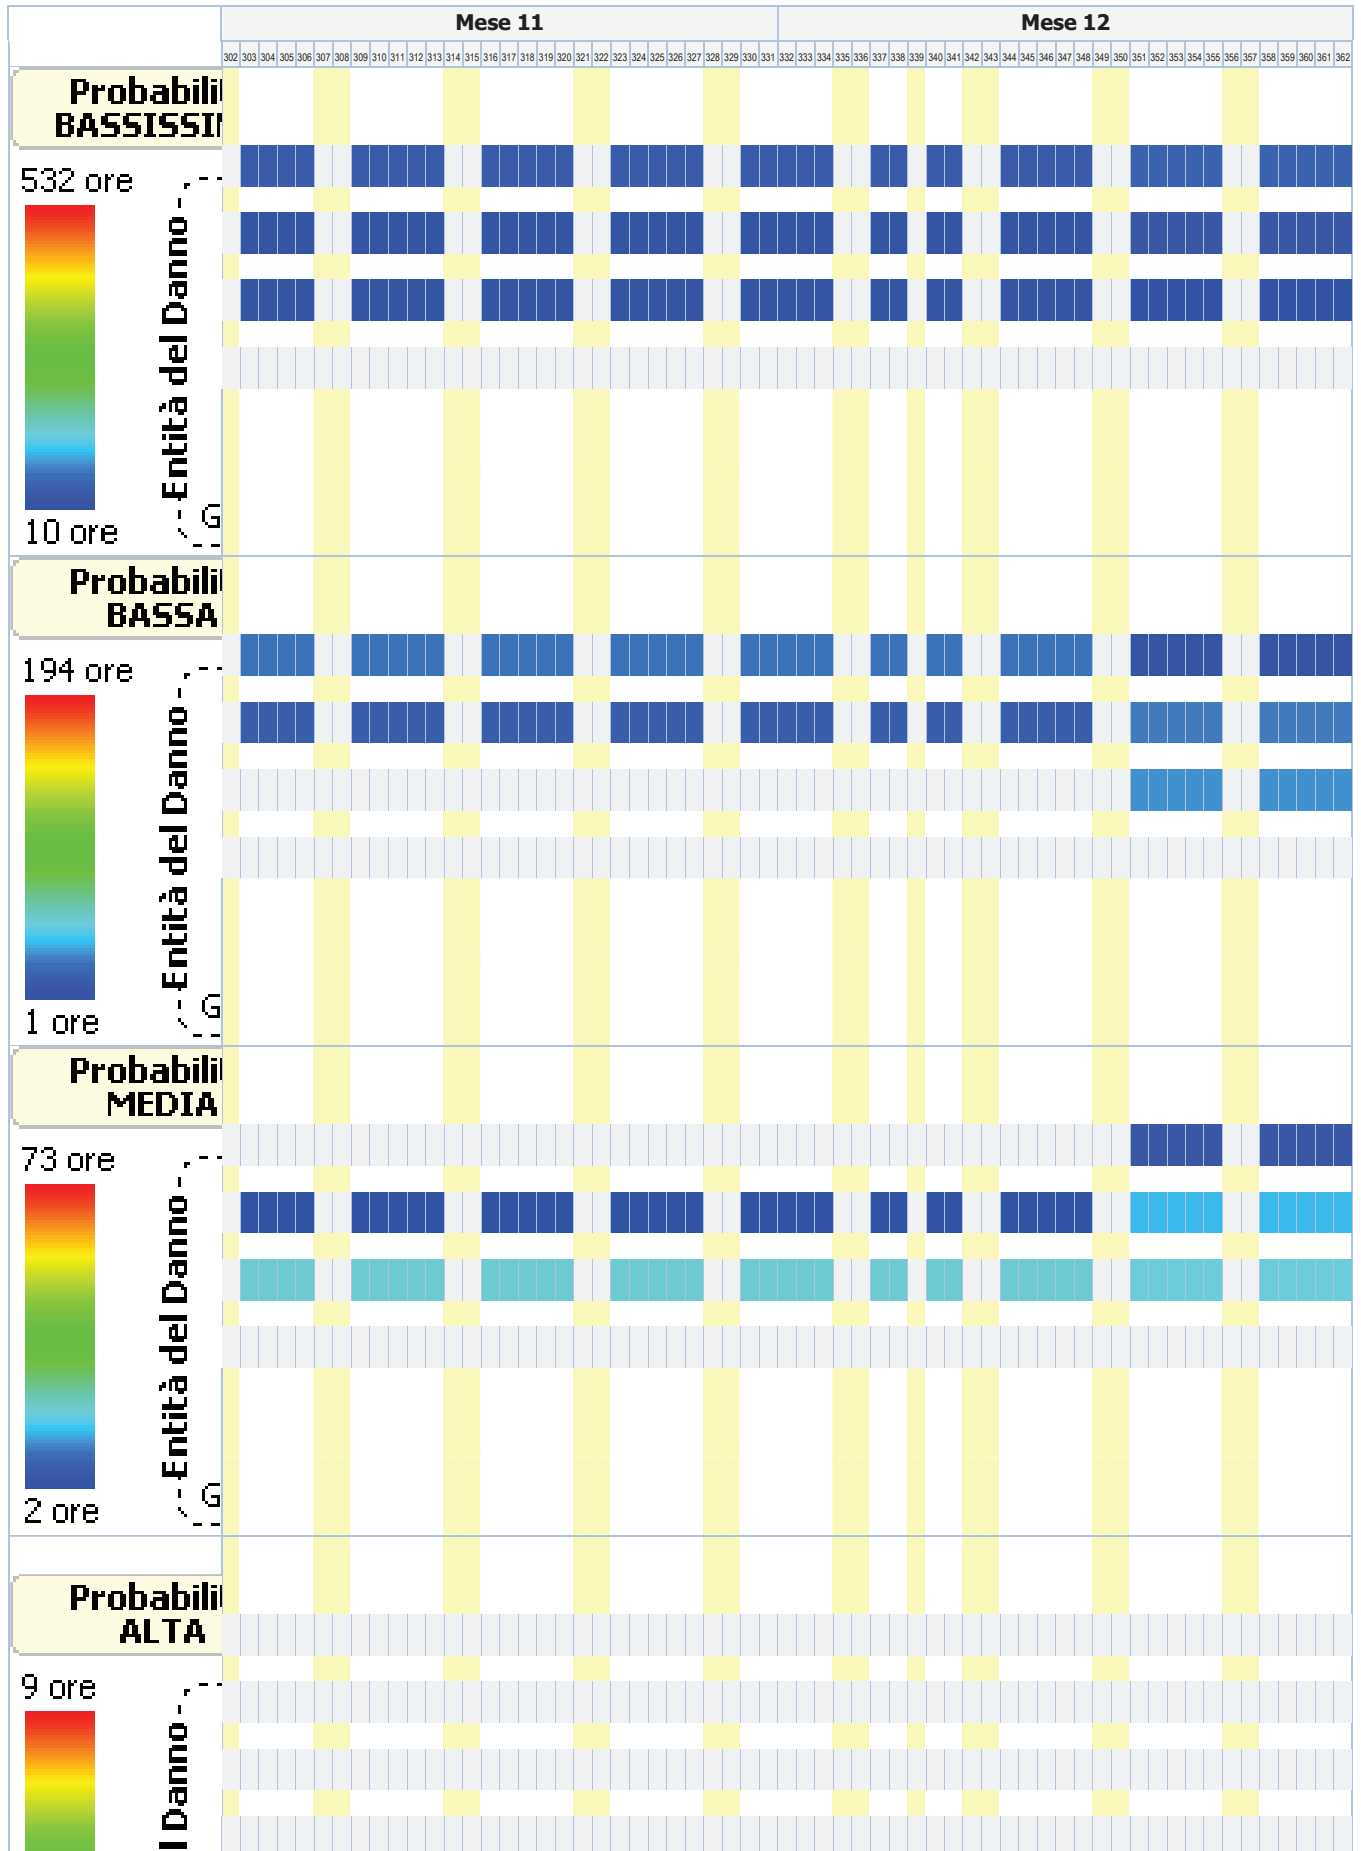 Mese 11 Mese 12
302 303 304 305 306 307 308 309 310 311 312 313 314 315 316 317 318 319 320 321 322 323 324 325 326 327 328 329 330 331 332 333 334 335 336 337 338 339 340 341 342 343 344 345 346 347 348 349 350 351 352 353 354 355 356 357 358 359 360 361 362
Probabili
BASSISSI
532 ore
Entità del Danno
G
10 ore
Probabili
BASSA
194 ore
Entità del Danno
G
1 ore
Probabili
MEDIA
73 ore
Entità del Danno
G
2 ore
Probabili
ALTA
9 ore
l Danno